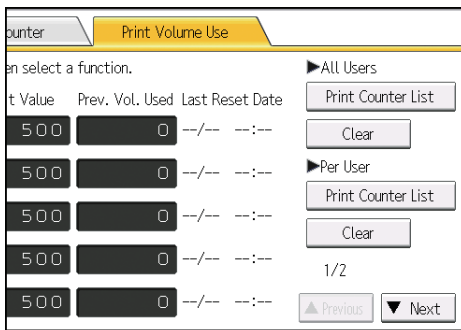 ounter Print Volume Use
en select a function. ▶All Users
t Value Prev. Vol. Used Last Reset Date Print Counter List
500 0 --/-- --:-- Clear
▶Per User
500 0 --/-- --:-- Print Counter List
500 0 --/-- --:-- Clear
500 0 --/-- --:-- 1/2
500 0 --/-- --:-- ▲ Previous ▼ Next